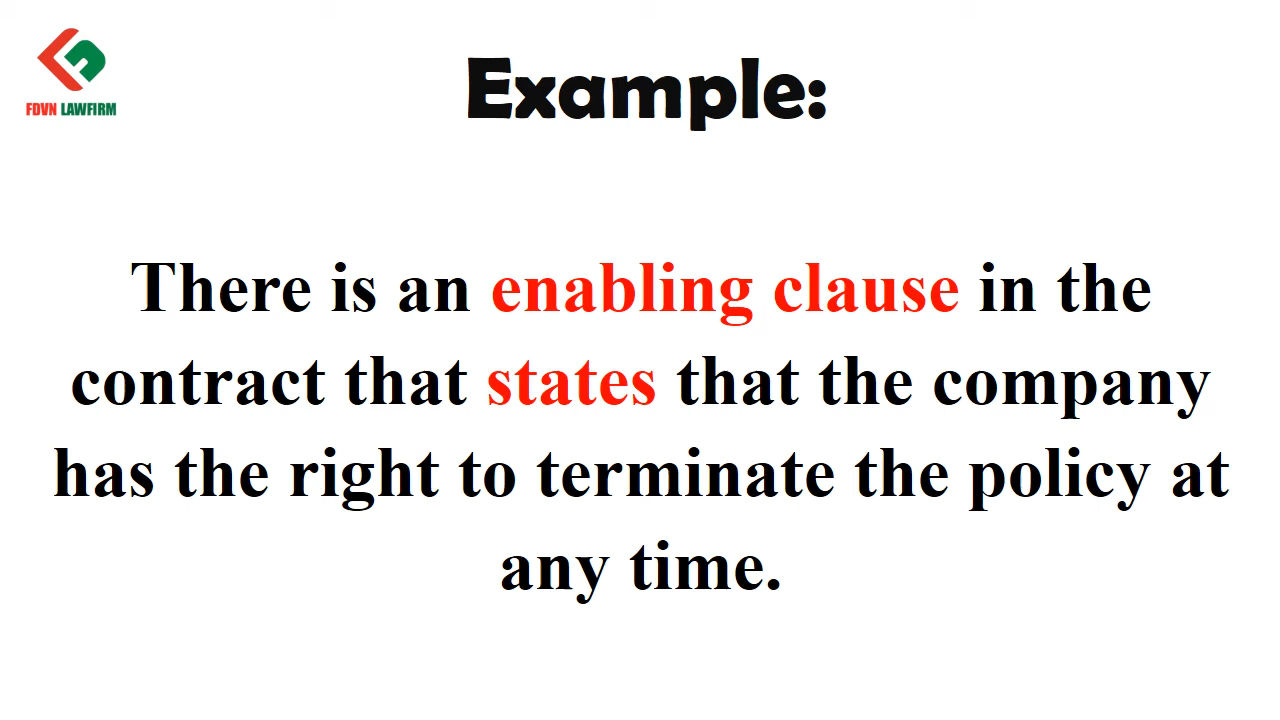 FDVN LAWFIRM
Example:
There is an enabling clause in the
contract that states that the company
has the right to terminate the policy at
any time.